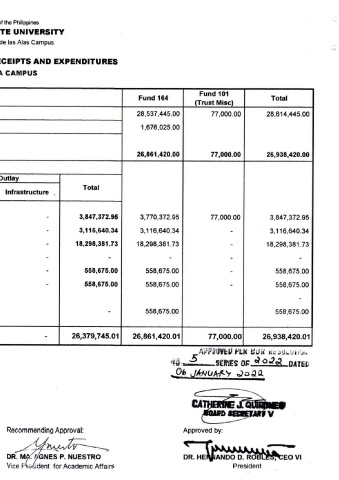 of the Philippines
TE UNIVERSITY
de las Alas Campus
CEIPTS AND EXPENDITURES
A CAMPUS
Fund 164 Fund 101 (Trust Misc) Total
28,537,445.00 77,000.00 28,614,445.00
1,676,025.00
26,861,420.00 77,000.00 26,938,420.00
Outlay
Infrastructure Total
- 3,847,372.95 3,770,372.95 77,000.00 3,847,372.95
- 3,116,640.34 3,116,640.34 - 3,116,640.34
- 18,298,381.73 18,298,381.73 - 18,298,381.73
- - - - -
- 558,675.00 558,675.00 - 558,675.00
- 558,675.00 558,675.00 - 558,675.00
- -
558,675.00 558,675.00
- 26,379,745.01 26,861,420.01 77,000.00 26,938,420.01
APPROVED PER BOR RESOLUTION
5 SERIES OF 2022 DATED
06 JANUARY 2022
CATHERINE J. QUIÑONES
BOARD SECRETARY V
Recommending Approval: Approved by:
DR. MA. AGNES P. NUESTRO DR. HERNANDO D. ROBLES, CEO VI
Vice President for Academic Affairs President